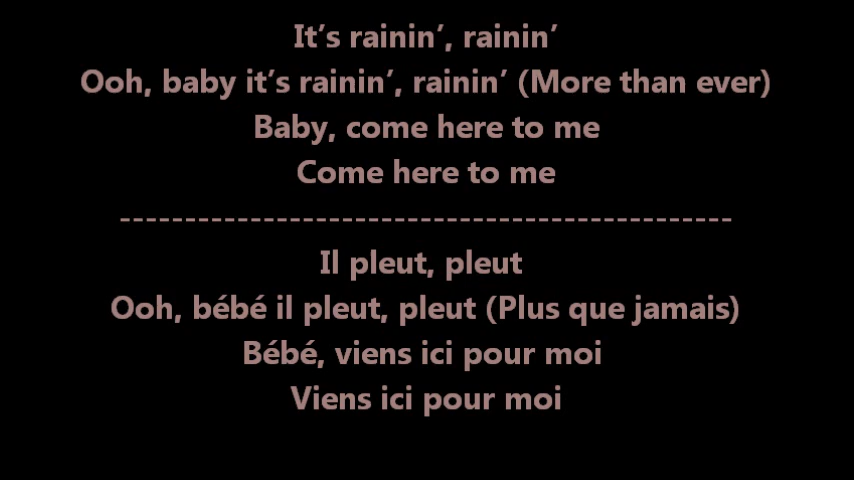 It’s rainin’, rainin’
Ooh, baby it’s rainin’, rainin’ (More than ever)
Baby, come here to me
Come here to me
-----------------------------------------------
Il pleut, pleut
Ooh, bébé il pleut, pleut (Plus que jamais)
Bébé, viens ici pour moi
Viens ici pour moi